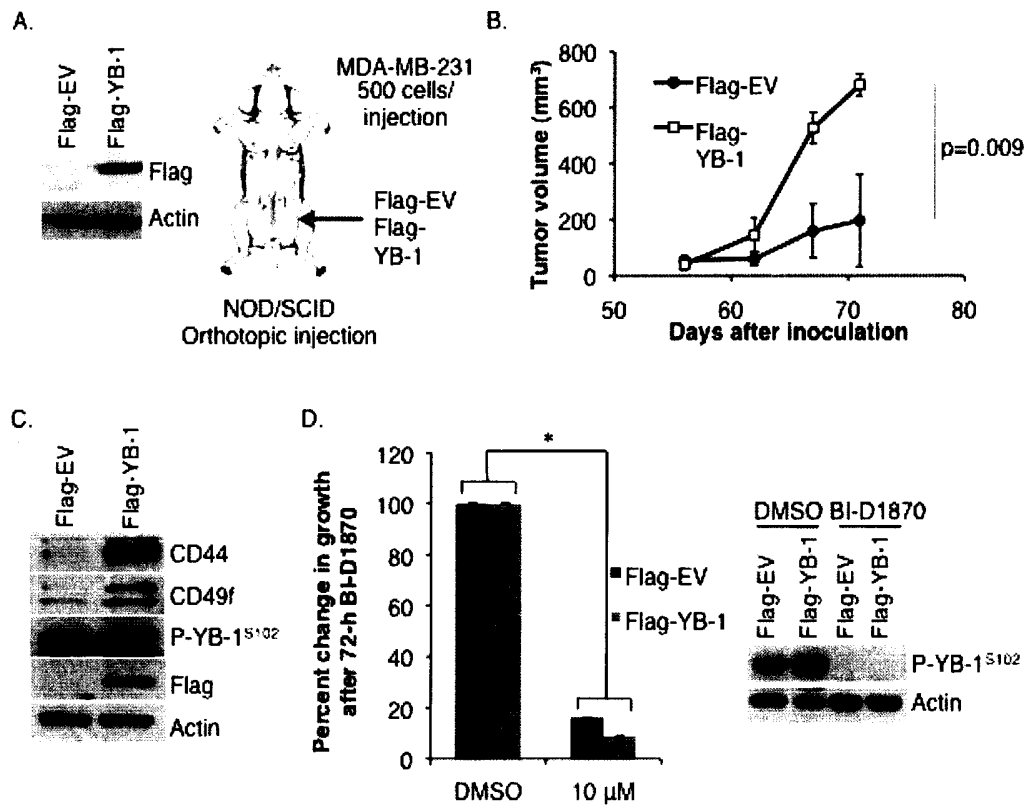 A.
Flag-EV
Flag-YB-1
Flag
Actin
MDA-MB-231
500 cells/
injection
Flag-EV
Flag-
YB-1
NOD/SCID
Orthotopic injection
B.
Tumor volume (mm³)
800
600
400
200
0
50
60
70
80
Days after inoculation
Flag-EV
Flag-
YB-1
p=0.009
C.
Flag-EV
Flag-YB-1
CD44
CD49f
P-YB-1S102
Flag
Actin
D.
Percent change in growth
after 72-h BI-D1870
120
100
80
60
40
20
0
*
DMSO
10 µM
Flag-EV
Flag-YB-1
DMSO BI-D1870
Flag-EV
Flag-YB-1
Flag-EV
Flag-YB-1
P-YB-1S102
Actin